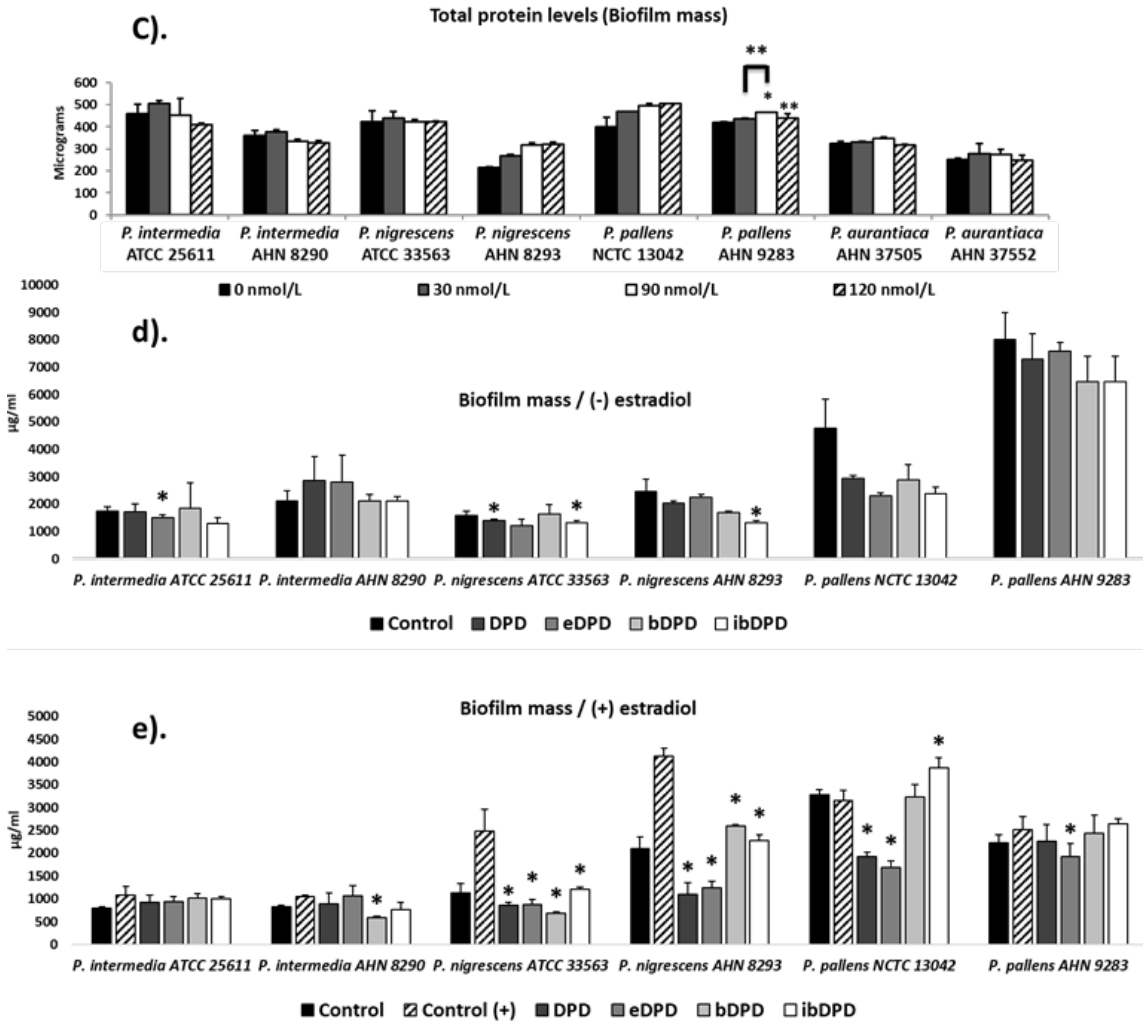 C).
Total protein levels (Biofilm mass)
**
* **
600
500
400
300
200
100
0
Micrograms
P. intermedia P. intermedia P. nigrescens P. nigrescens P. pallens P. pallens P. aurantiaca P. aurantiaca
ATCC 25611 AHN 8290 ATCC 33563 AHN 8293 NCTC 13042 AHN 9283 AHN 37505 AHN 37552
0 nmol/L 30 nmol/L 90 nmol/L 120 nmol/L
d).
Biofilm mass / (-) estradiol
10000
9000
8000
7000
6000
5000
4000
3000
2000
1000
0
µg/ml
* * * *
P. intermedia ATCC 25611 P. intermedia AHN 8290 P. nigrescens ATCC 33563 P. nigrescens AHN 8293 P. pallens NCTC 13042 P. pallens AHN 9283
Control DPD eDPD bDPD ibDPD
e).
Biofilm mass / (+) estradiol
5000
4500
4000
3500
3000
2500
2000
1500
1000
500
0
µg/ml
* * * * * * * * * * * * *
P. intermedia ATCC 25611 P. intermedia AHN 8290 P. nigrescens ATCC 33563 P. nigrescens AHN 8293 P. pallens NCTC 13042 P. pallens AHN 9283
Control Control (+) DPD eDPD bDPD ibDPD